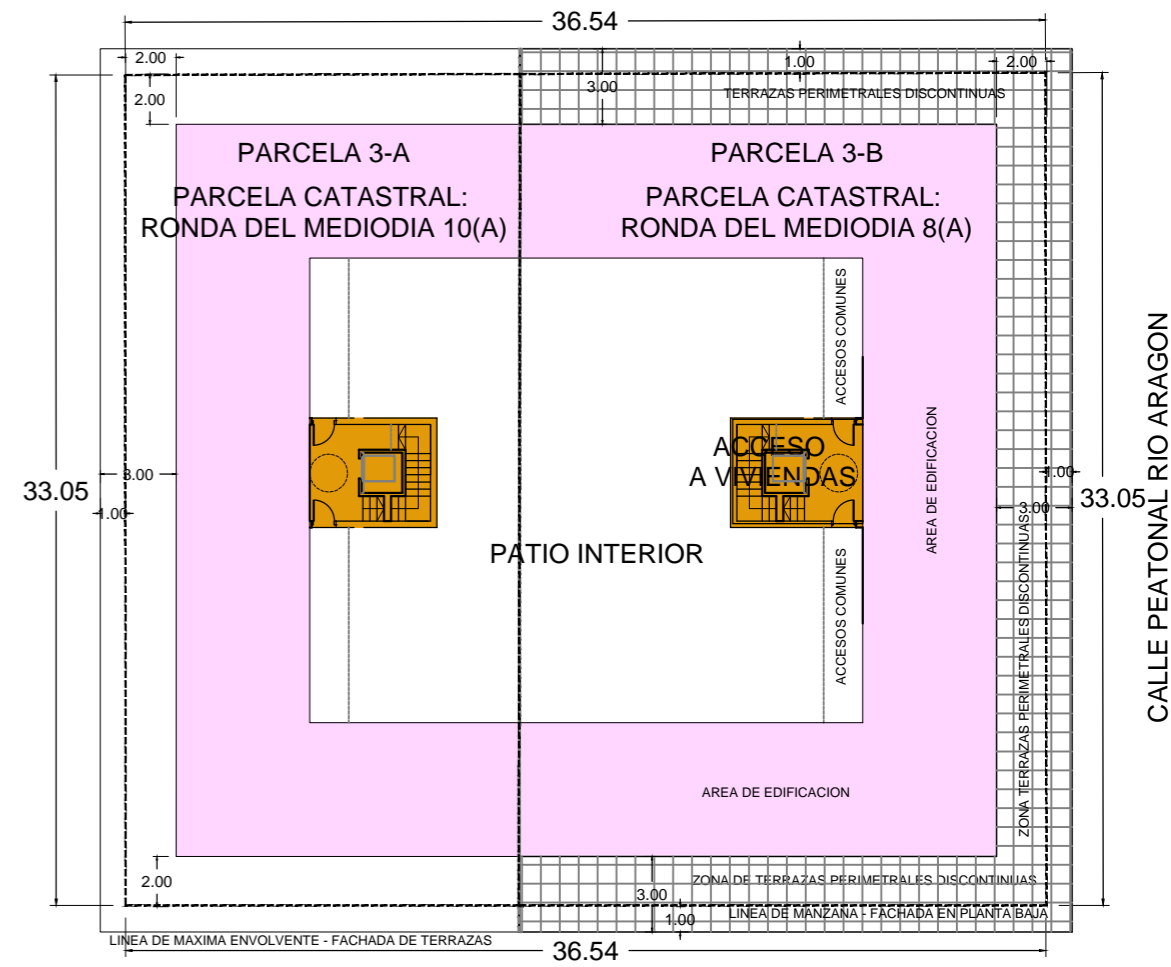 36.54
2.00
1.00
2.00
2.00
3.00
TERRAZAS PERIMETRALES DISCONTINUAS
PARCELA 3-A
PARCELA 3-B
PARCELA CATASTRAL:
RONDA DEL MEDIODIA 10(A)
PARCELA CATASTRAL:
RONDA DEL MEDIODIA 8(A)
ACCESOS COMUNES
AREA DE EDIFICACION
CALLE PEATONAL RIO ARAGON
ACCESO
A VIVIENDAS
3.00
1.00
33.05
1.00
3.00
33.05
PATIO INTERIOR
ACCESOS COMUNES
ZONA TERRAZAS PERIMETRALES DISCONTINUAS
AREA DE EDIFICACION
2.00
3.00
1.00
ZONA DE TERRAZAS PERIMETRALES DISCONTINUAS
LINEA DE MANZANA - FACHADA EN PLANTA BAJA
LINEA DE MAXIMA ENVOLVENTE - FACHADA DE TERRAZAS
36.54